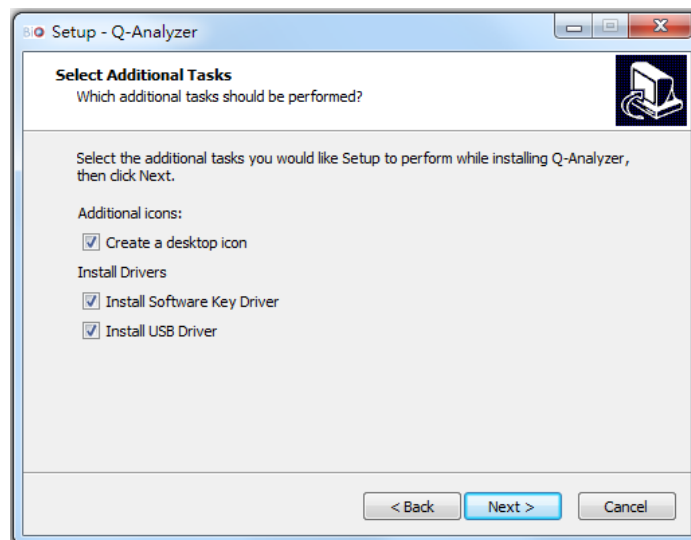 BIO Setup - Q-Analyzer
Select Additional Tasks
Which additional tasks should be performed?
Select the additional tasks you would like Setup to perform while installing Q-Analyzer,
then click Next.
Additional icons:
Create a desktop icon
Install Drivers
Install Software Key Driver
Install USB Driver
< Back Next > Cancel